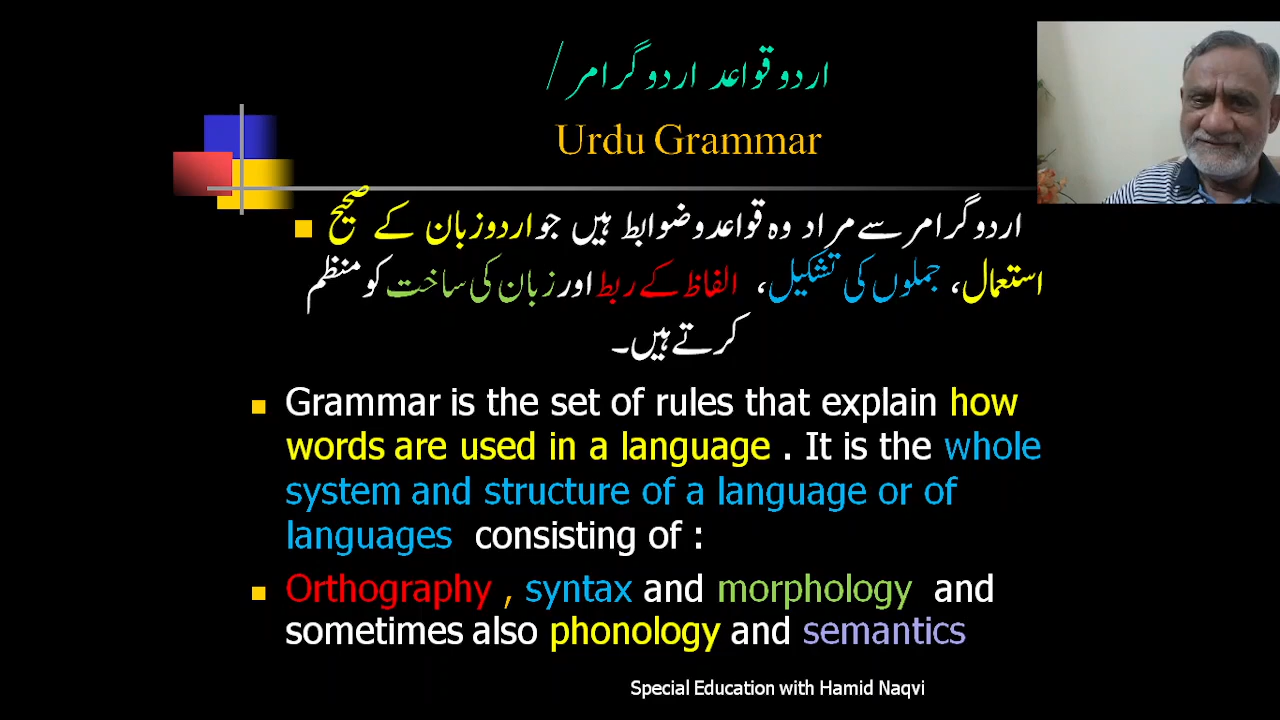 اردو قواعد اردو گرامر /
Urdu Grammar
اردو گرامر سے مراد وہ قواعد و ضوابط ہیں جو اردو زبان کے صحیح
استعمال، جملوں کی تشکیل، الفاظ کے ربط اور زبان کی ساخت کو منظم
کرتے ہیں۔
Grammar is the set of rules that explain how
words are used in a language . It is the whole
system and structure of a language or of
languages consisting of :
Orthography , syntax and morphology and
sometimes also phonology and semantics
Special Education with Hamid Naqvi